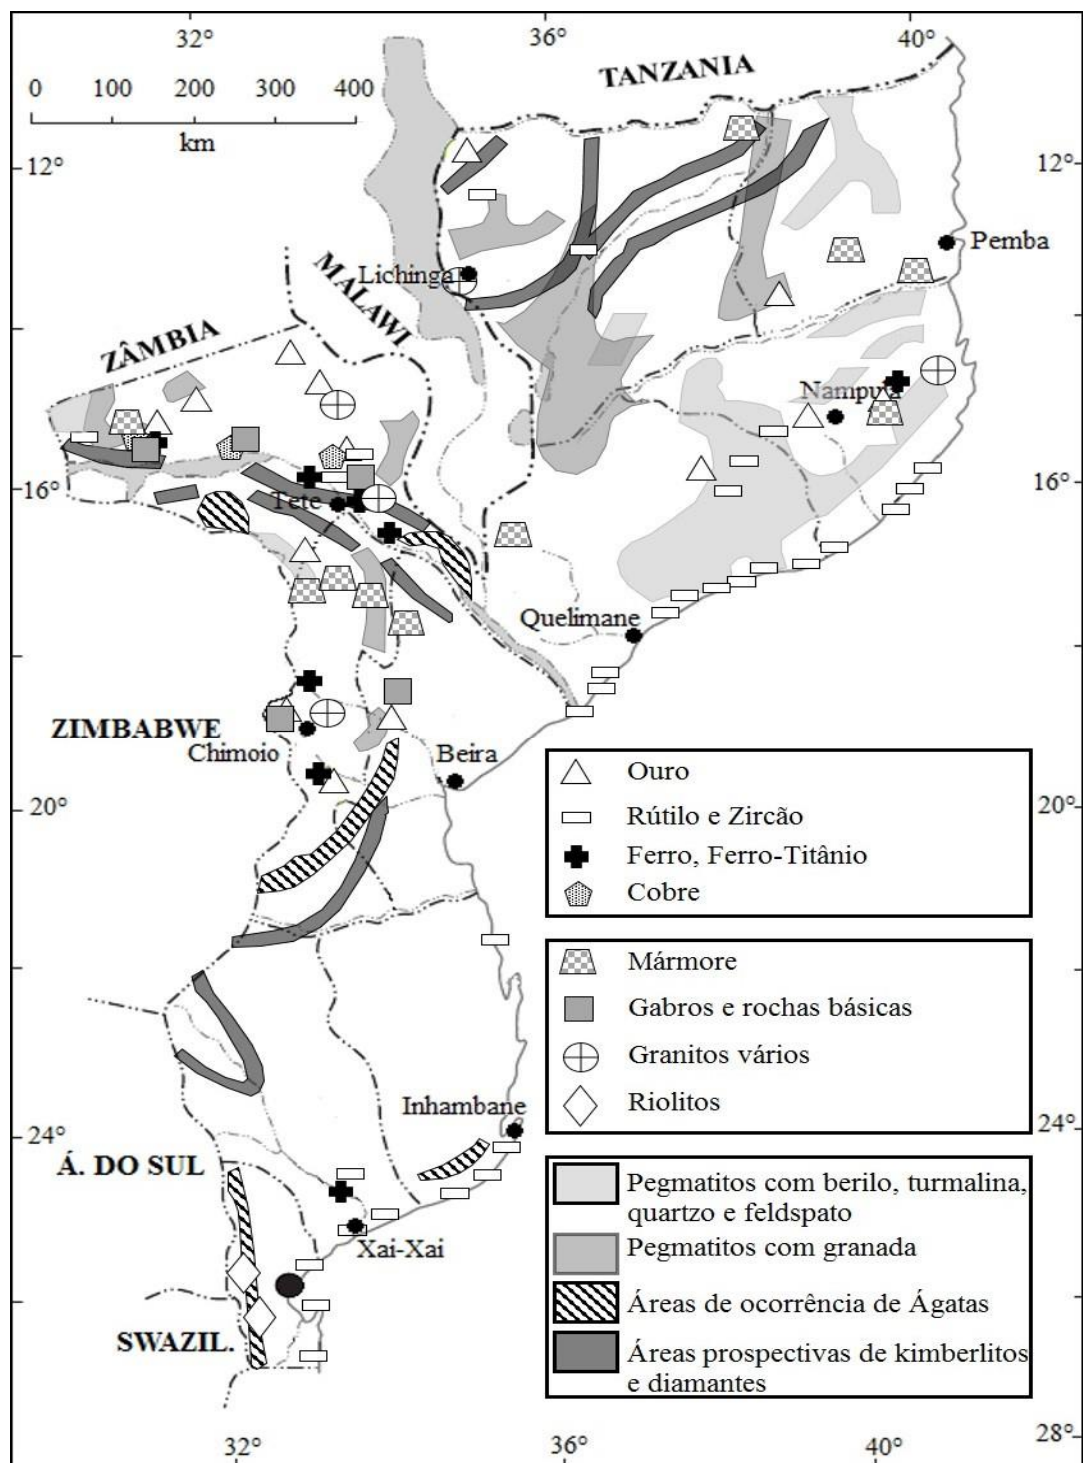 32° 36° 40°
TANZANIA
0 100 200 300 400
km
12° 12°
Pemba
Lichinga
MALAWI
ZÂMBIA
Nampula
16° 16°
Tete
Quelimane
ZIMBABWE
Chimoio
Beira
Ouro
Rútilo e Zircão
20° 20°
Ferro, Ferro-Titânio
Cobre
Mármore
Gabros e rochas básicas
Granitos vários
Riolitos
Inhambane
24° 24°
Á. DO SUL
Pegmatitos com berilo, turmalina,
quartzo e feldspato
Xai-Xai
Pegmatitos com granada
Áreas de ocorrência de Ágatas
SWAZIL.
Áreas prospectivas de kimberlitos
e diamantes
28°
32° 36° 40°